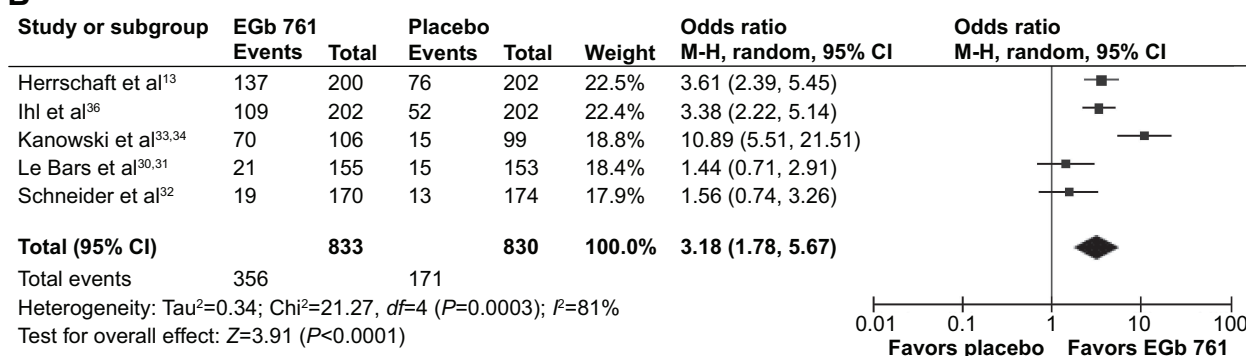 B
Study or subgroup EGb 761 Placebo Odds ratio Odds ratio
Events Total Events Total Weight M-H, random, 95% CI M-H, random, 95% CI
Herrschaft et al¹³ 137 200 76 202 22.5% 3.61 (2.39, 5.45)
Ihl et al³⁶ 109 202 52 202 22.4% 3.38 (2.22, 5.14)
Kanowski et al³³,³⁴ 70 106 15 99 18.8% 10.89 (5.51, 21.51)
Le Bars et al³⁰,³¹ 21 155 15 153 18.4% 1.44 (0.71, 2.91)
Schneider et al³² 19 170 13 174 17.9% 1.56 (0.74, 3.26)
Total (95% CI) 833 830 100.0% 3.18 (1.78, 5.67)
Total events 356 171
Heterogeneity: Tau²=0.34; Chi²=21.27, df=4 (P=0.0003); I²=81%
Test for overall effect: Z=3.91 (P<0.0001)
0.01 0.1 1 10 100
Favors placebo Favors EGb 761